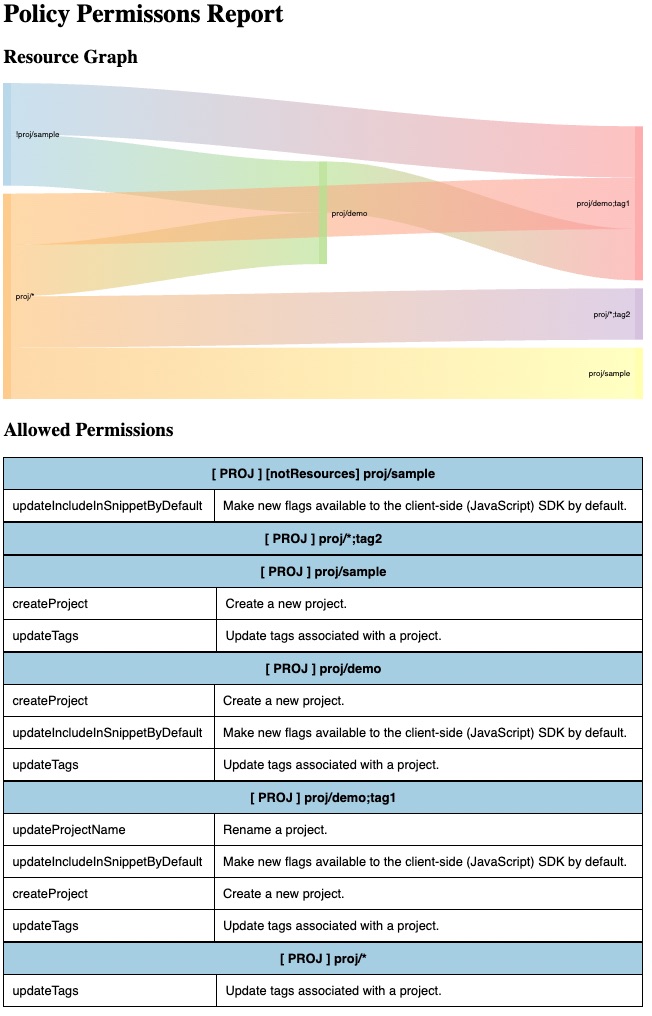 Policy Permissons Report
Resource Graph
!proj/sample
proj/demo;tag1
proj/demo
proj/*
proj/*;tag2
proj/sample
Allowed Permissions
[ PROJ ] [notResources] proj/sample
updateIncludeInSnippetByDefault Make new flags available to the client-side (JavaScript) SDK by default.
[ PROJ ] proj/*;tag2
[ PROJ ] proj/sample
createProject Create a new project.
updateTags Update tags associated with a project.
[ PROJ ] proj/demo
createProject Create a new project.
updateIncludeInSnippetByDefault Make new flags available to the client-side (JavaScript) SDK by default.
updateTags Update tags associated with a project.
[ PROJ ] proj/demo;tag1
updateProjectName Rename a project.
updateIncludeInSnippetByDefault Make new flags available to the client-side (JavaScript) SDK by default.
createProject Create a new project.
updateTags Update tags associated with a project.
[ PROJ ] proj/*
updateTags Update tags associated with a project.